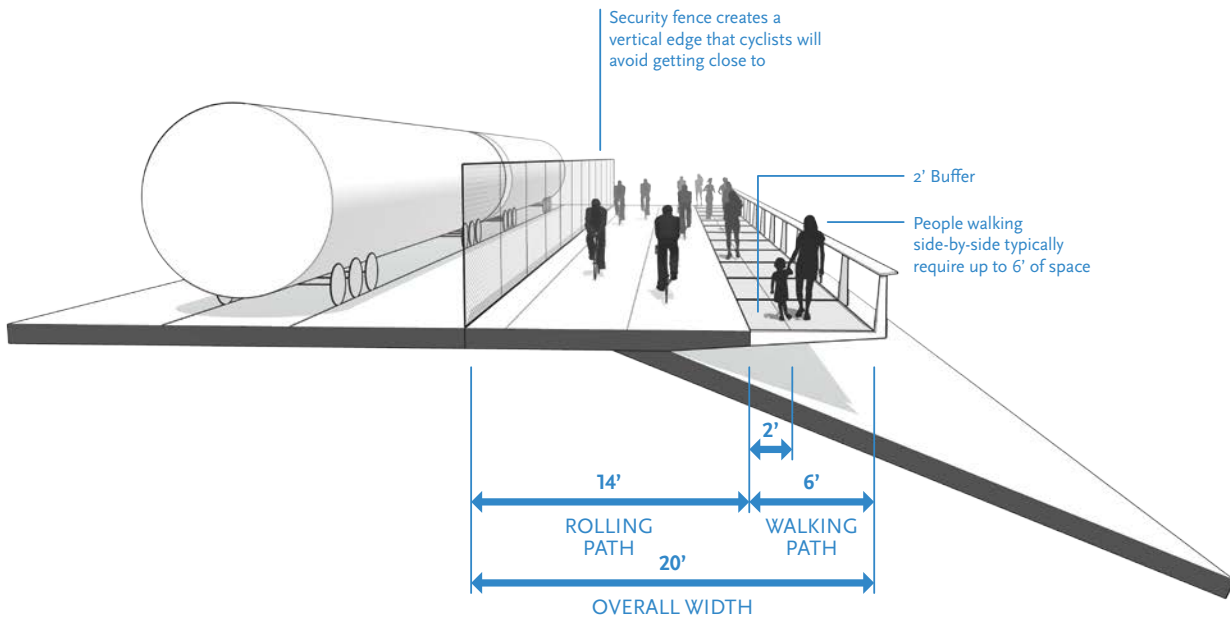 Security fence creates a
vertical edge that cyclists will
avoid getting close to
2’ Buffer
People walking
side-by-side typically
require up to 6’ of space
2’
14’
6’
ROLLING
PATH
WALKING
PATH
20’
OVERALL WIDTH